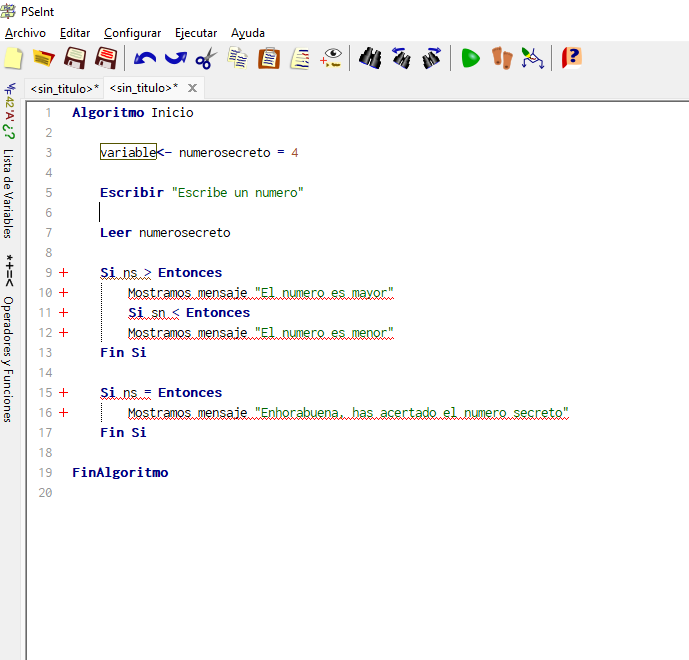 PSeInt
Archivo Editar Configurar Ejecutar Ayuda
<sin_titulo>* <sin_titulo>* X
1 Algoritmo Inicio
2
3 variable<- numerosecreto = 4
4
5 Escribir "Escribe un numero"
6
7 Leer numerosecreto
8
9 + Si ns > Entonces
10 + Mostramos mensaje "El numero es mayor"
11 + Si sn < Entonces
12 + Mostramos mensaje "El numero es menor"
13 Fin Si
14
15 + Si ns = Entonces
16 + Mostramos mensaje "Enhorabuena, has acertado el numero secreto"
17 Fin Si
18
19 FinAlgoritmo
20
VF 42 'A' ¿? Lista de Variables
*+=< Operadores y Funciones